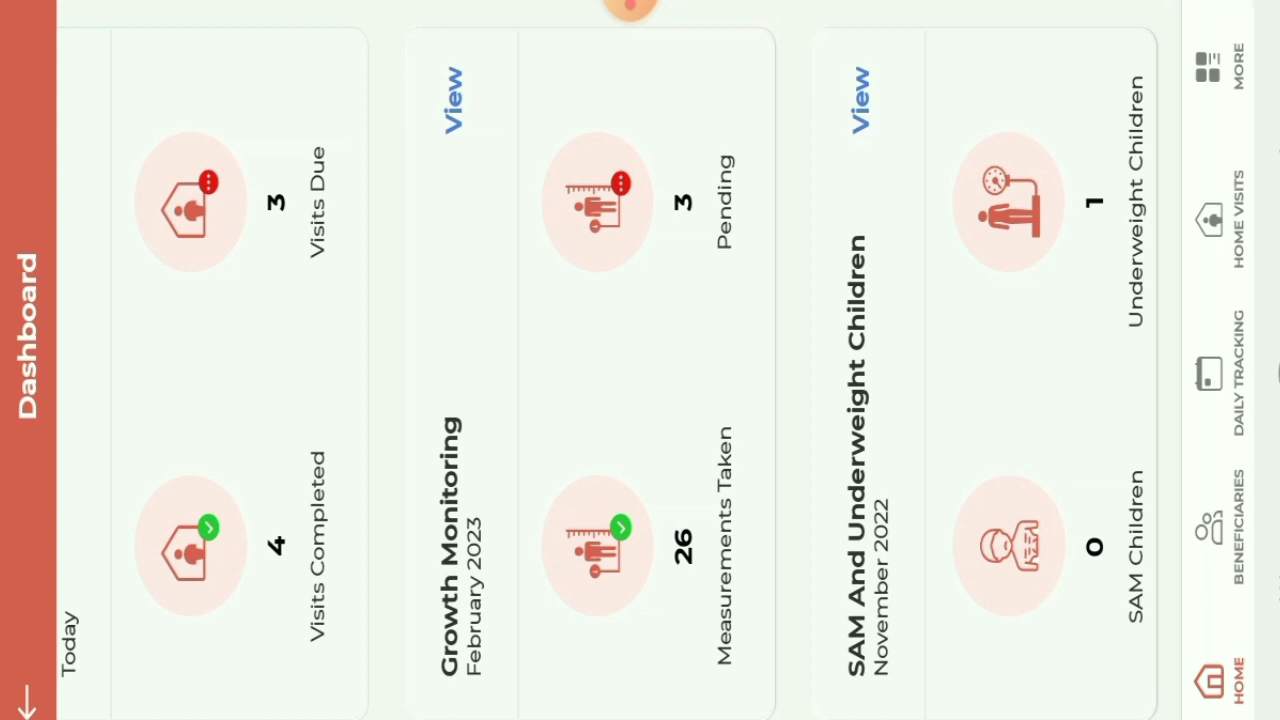 Dashboard
Today
4
Visits Completed
3
Visits Due
Growth Monitoring
February 2023
View
26
Measurements Taken
3
Pending
SAM And Underweight Children
November 2022
View
0
SAM Children
1
Underweight Children
HOME
BENEFICIARIES
DAILY TRACKING
HOME VISITS
MORE